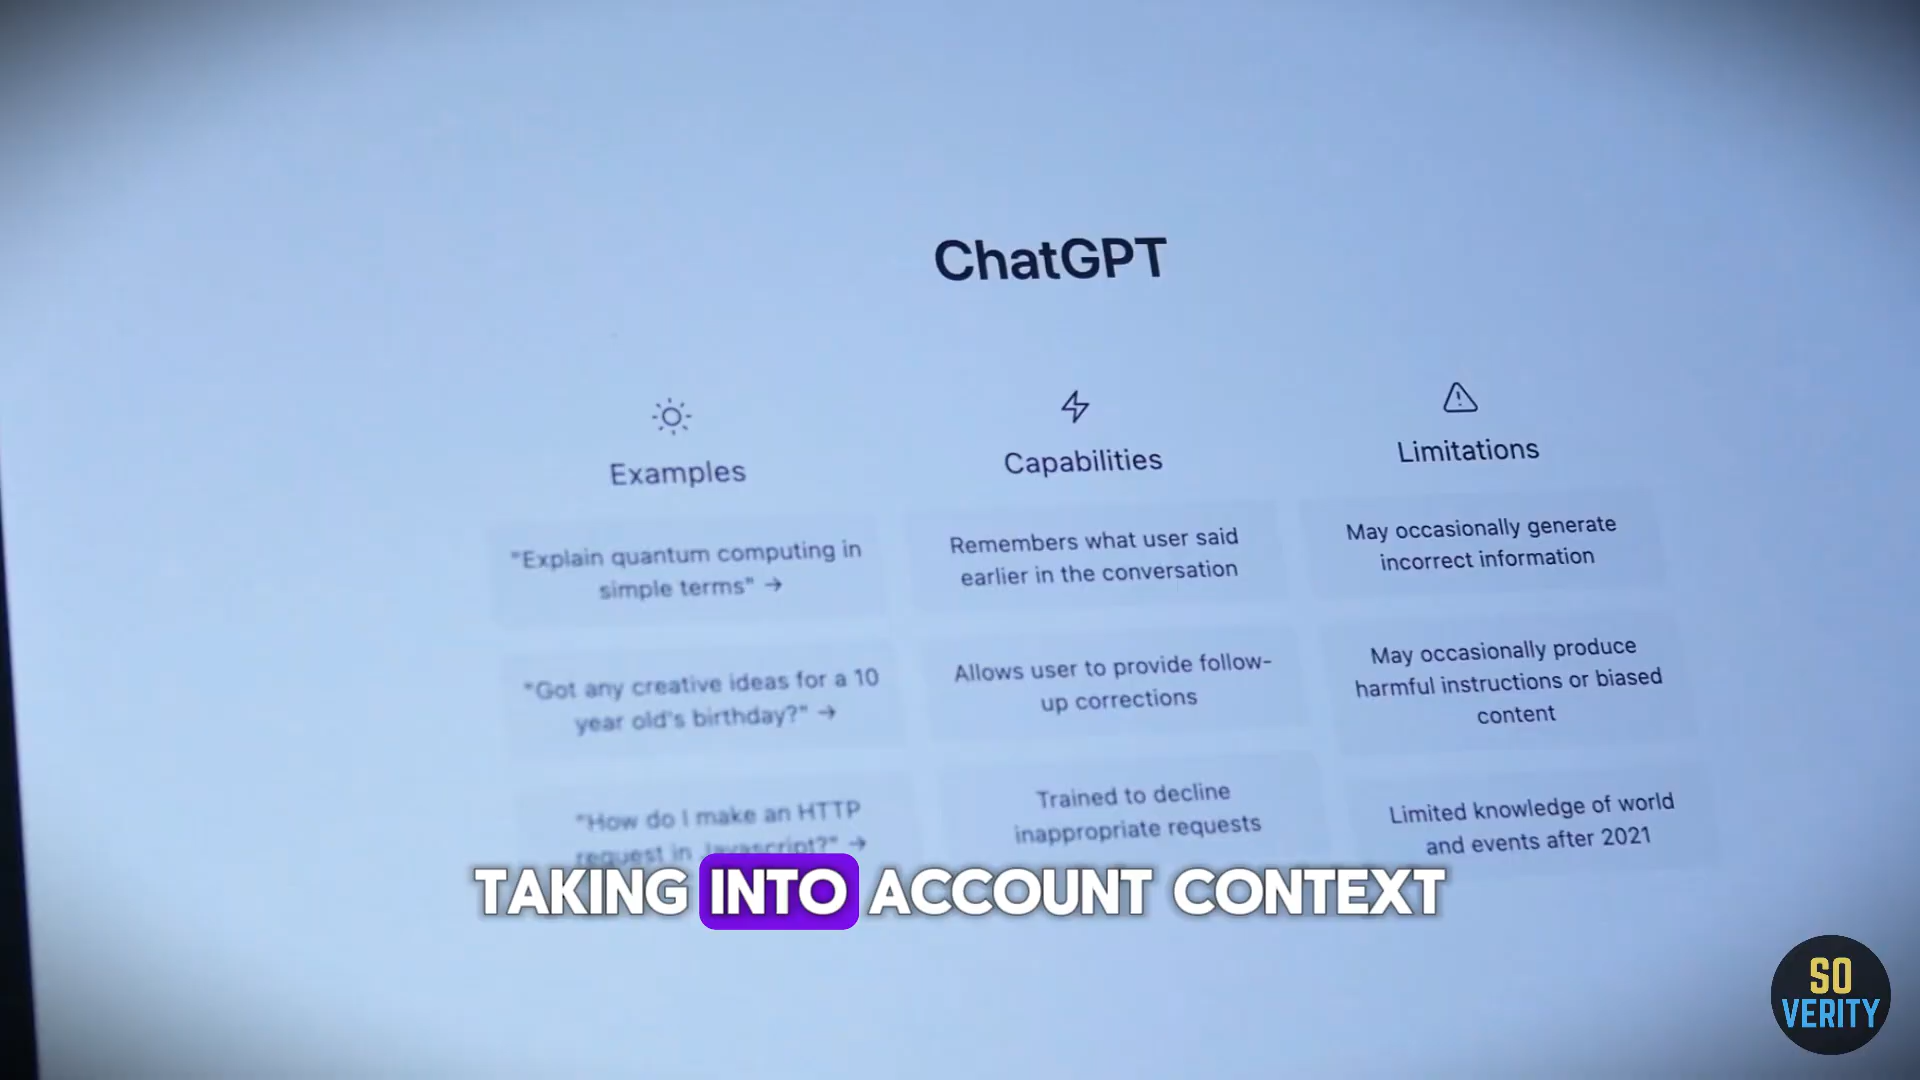 ChatGPT
Examples
"Explain quantum computing in
simple terms" →
"Got any creative ideas for a 10
year old's birthday?" →
"How do I make an HTTP
request in Javascript?" →
Capabilities
Remembers what user said
earlier in the conversation
Allows user to provide follow-
up corrections
Trained to decline
inappropriate requests
Limitations
May occasionally generate
incorrect information
May occasionally produce
harmful instructions or biased
content
Limited knowledge of world
and events after 2021
TAKING INTO ACCOUNT CONTEXT
SO
VERITY